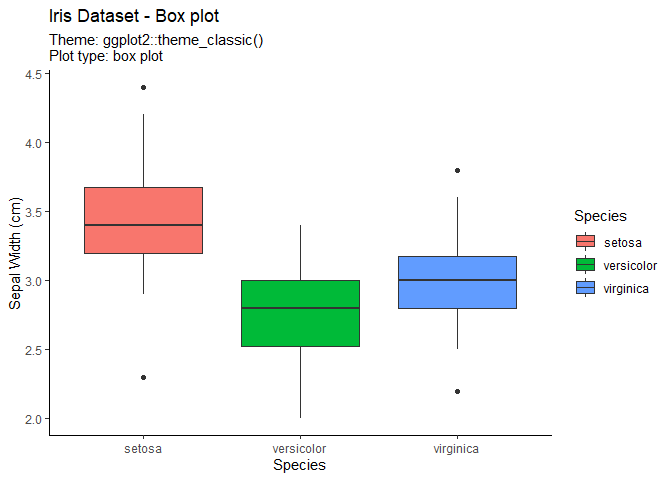 Iris Dataset - Box plot
Theme: ggplot2::theme_classic()
Plot type: box plot
4.5
4.0
3.5
3.0
2.5
2.0
Sepal Width (cm)
setosa
versicolor
virginica
Species
Species
setosa
versicolor
virginica